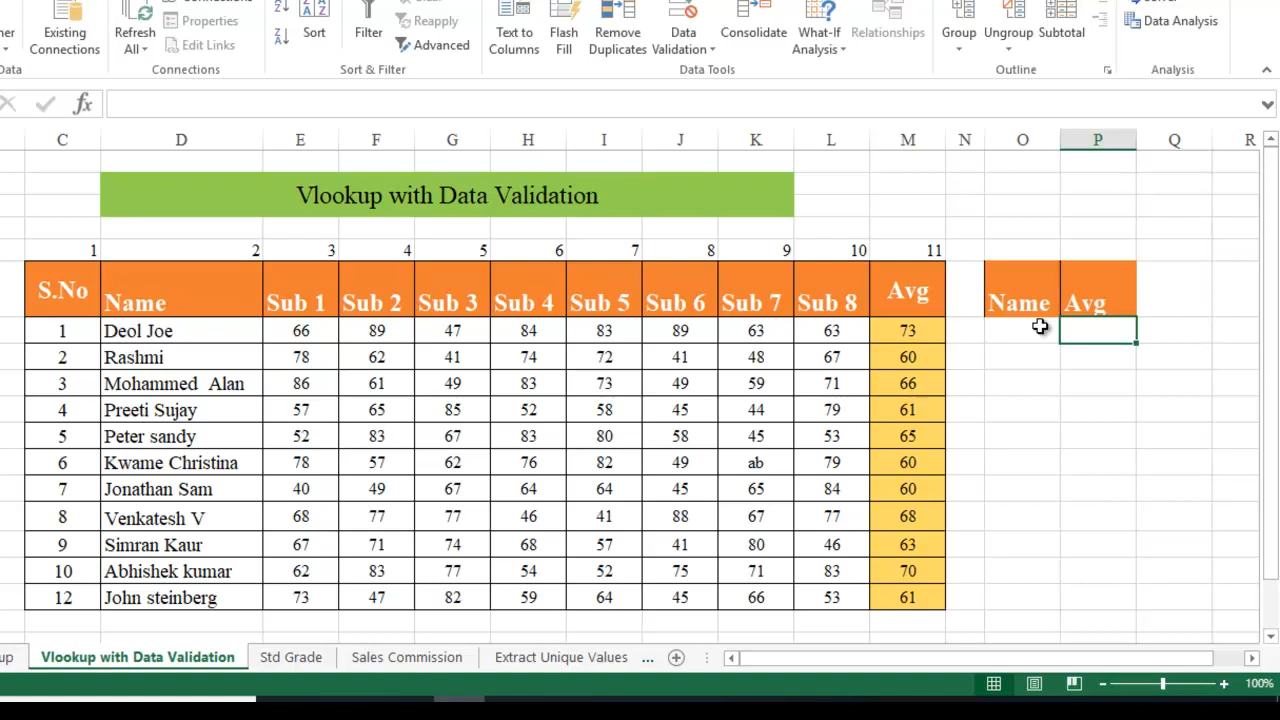 Connections
Properties
Edit Links
Existing
Connections
Refresh
All
Sort
Filter
Clear
Reapply
Advanced
Text to
Columns
Flash
Fill
Remove
Duplicates
Data
Validation
Consolidate
What-If
Analysis
Relationships
Group
Ungroup
Subtotal
Data Analysis
Connections
Sort & Filter
Data Tools
Outline
Analysis
fx
C D E F G H I J K L M N O P Q R
Vlookup with Data Validation
1 2 3 4 5 6 7 8 9 10 11
S.No Name Sub 1 Sub 2 Sub 3 Sub 4 Sub 5 Sub 6 Sub 7 Sub 8 Avg Name Avg
1 Deol Joe 66 89 47 84 83 89 63 63 73
2 Rashmi 78 62 41 74 72 41 48 67 60
3 Mohammed Alan 86 61 49 83 73 49 59 71 66
4 Preeti Sujay 57 65 85 52 58 45 44 79 61
5 Peter sandy 52 83 67 83 80 58 45 53 65
6 Kwame Christina 78 57 62 76 82 49 ab 79 60
7 Jonathan Sam 40 49 67 64 64 45 65 84 60
8 Venkatesh V 68 77 77 46 41 88 67 77 68
9 Simran Kaur 67 71 74 68 57 41 80 46 63
10 Abhishek kumar 62 83 77 54 52 75 71 83 70
12 John steinberg 73 47 82 59 64 45 66 53 61
up Vlookup with Data Validation Std Grade Sales Commission Extract Unique Values ...
100%